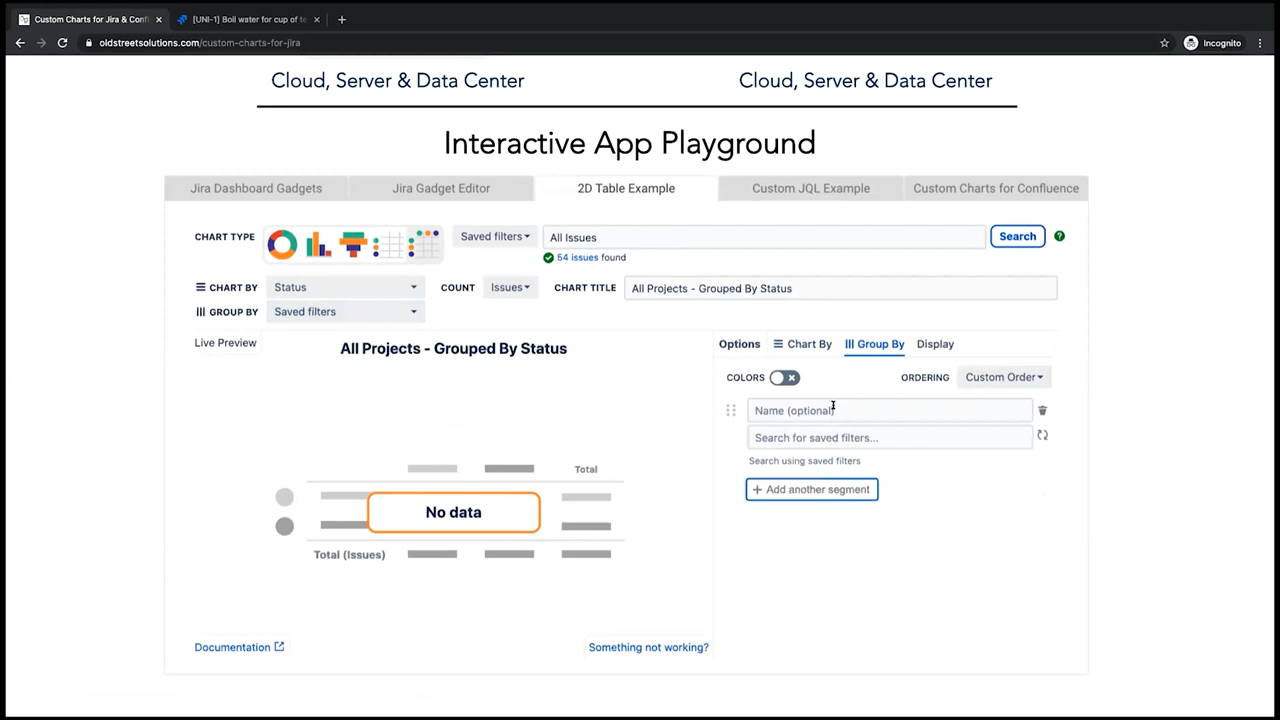 Custom Charts for Jira & Confl
[UNI-1] Boil water for cup of te
oldstreetsolutions.com/custom-charts-for-jira
Incognito
Cloud, Server & Data Center
Cloud, Server & Data Center
Interactive App Playground
Jira Dashboard Gadgets
Jira Gadget Editor
2D Table Example
Custom JQL Example
Custom Charts for Confluence
CHART TYPE
Saved filters
All Issues
Search
54 issues found
CHART BY
Status
COUNT
Issues
CHART TITLE
All Projects - Grouped By Status
GROUP BY
Saved filters
Live Preview
All Projects - Grouped By Status
Options
Chart By
Group By
Display
COLORS
ORDERING
Custom Order
Name (optional)
Search for saved filters...
Search using saved filters
+ Add another segment
Total
No data
Total (Issues)
Documentation
Something not working?